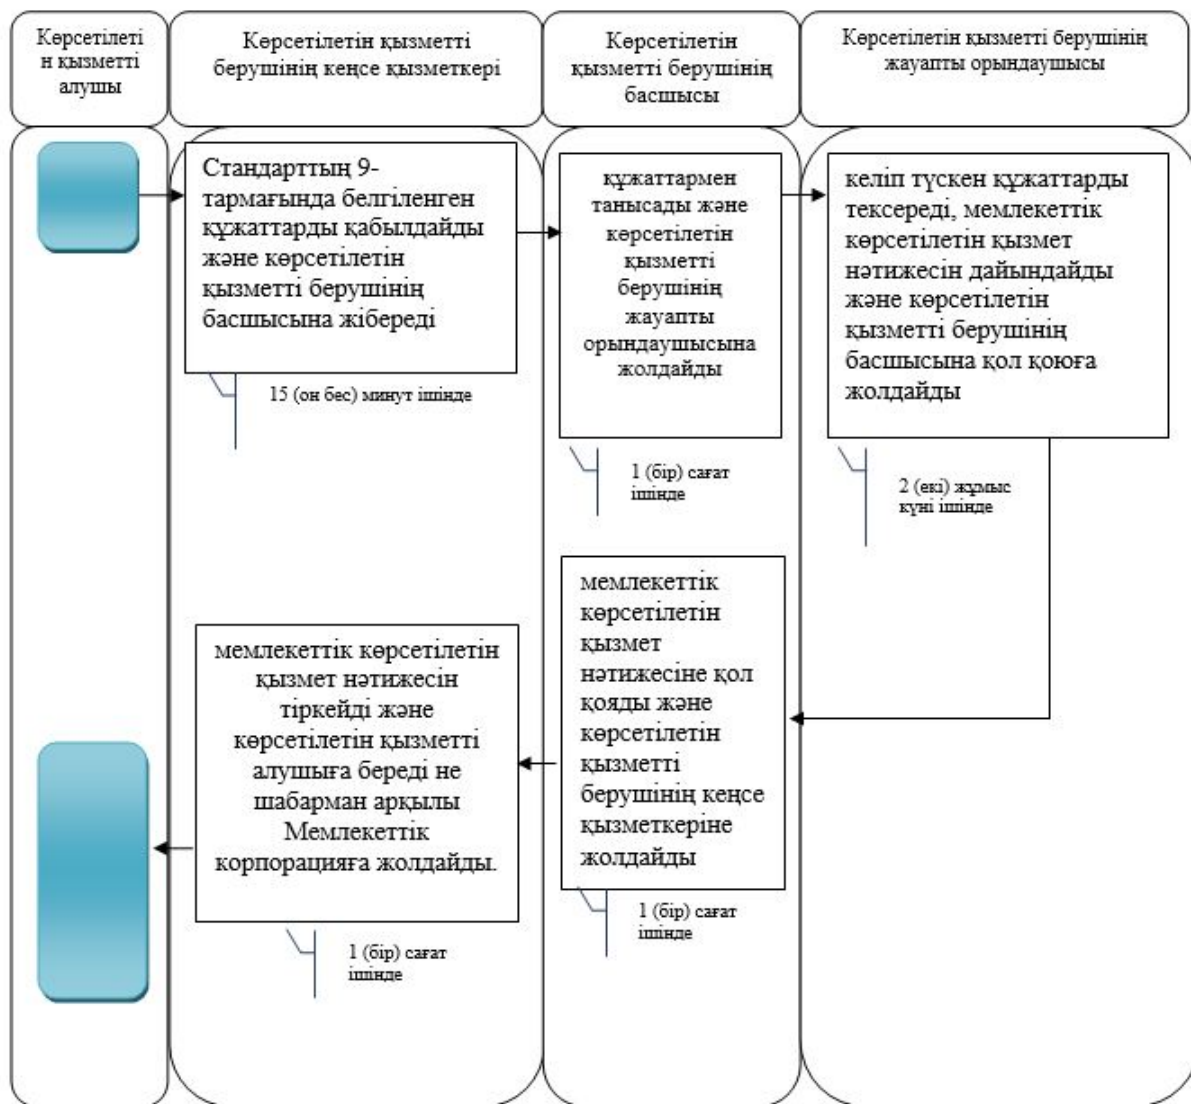 Көрсетілеті
н қызметті
алушы
Көрсетілетін қызметті
берушінің кеңсе қызметкері
Көрсетілетін
қызметті берушінің
басшысы
Көрсетілетін қызметті берушінің
жауапты орындаушысы
Стандарттың 9-
тармағында белгіленген
құжаттарды қабылдайды
және көрсетілетін
қызметті берушінің
басшысына жібереді
15 (он бес) минут ішінде
құжаттармен
танысады және
көрсетілетін
қызметті
берушінің
жауапты
орындаушысына
жолдайды
1 (бір) сағат
ішінде
келіп түскен құжаттарды
тексереді, мемлекеттік
көрсетілетін қызмет
нәтижесін дайындайды
және көрсетілетін
қызметті берушінің
басшысына қол қоюға
жолдайды
2 (екі) жұмыс
күні ішінде
мемлекеттік
көрсетілетін
қызмет
нәтижесіне қол
қояды және
көрсетілетін
қызметті
берушінің кеңсе
қызметкеріне
жолдайды
1 (бір) сағат
ішінде
мемлекеттік көрсетілетін
қызмет нәтижесін
тіркейді және
көрсетілетін қызметті
алушыға береді не
шабарман арқылы
Мемлекеттік
корпорацияға жолдайды.
1 (бір) сағат
ішінде